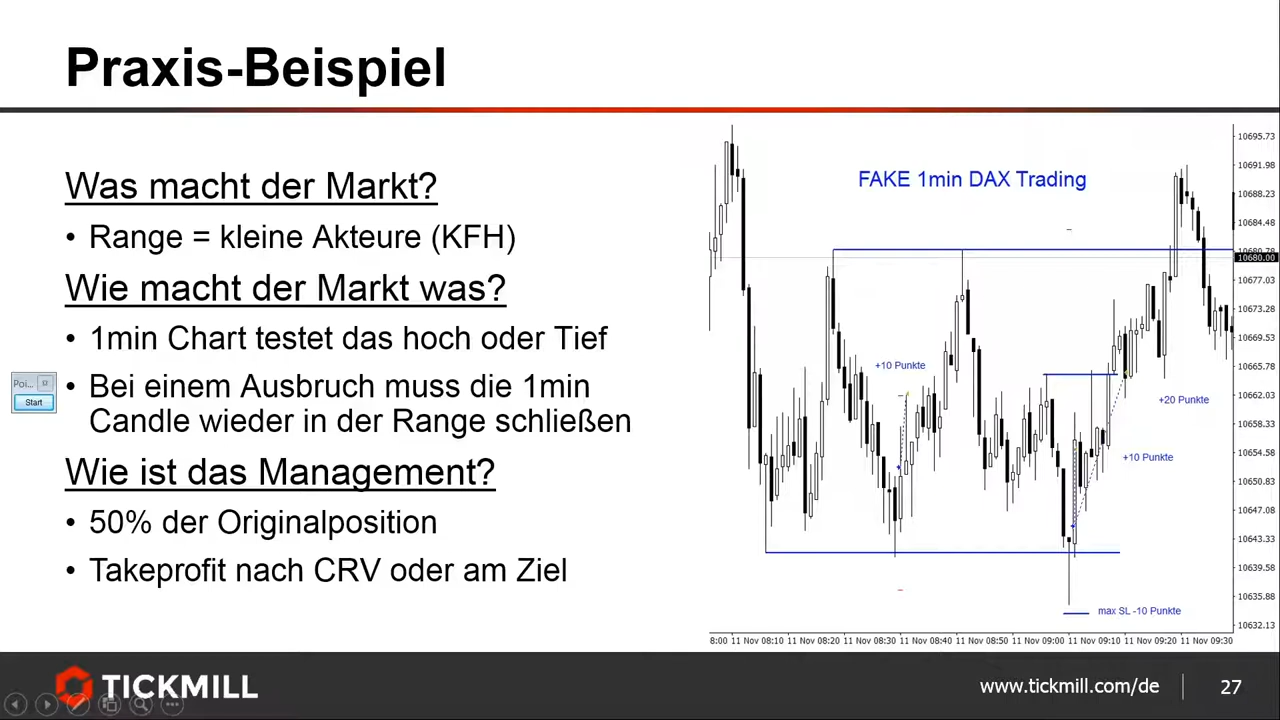 Praxis-Beispiel
Was macht der Markt?
• Range = kleine Akteure (KFH)
Wie macht der Markt was?
• 1min Chart testet das hoch oder Tief
• Bei einem Ausbruch muss die 1min
Candle wieder in der Range schließen
Wie ist das Management?
• 50% der Originalposition
• Takeprofit nach CRV oder am Ziel
Poi...
Start
FAKE 1min DAX Trading
+10 Punkte
+20 Punkte
+10 Punkte
max SL -10 Punkte
10695.73
10691.98
10688.23
10684.48
10680.78
10680.00
10677.03
10673.28
10669.53
10665.78
10662.03
10658.33
10654.58
10650.83
10647.08
10643.33
10639.58
10635.88
10632.13
8:00 11 Nov 08:10 11 Nov 08:20 11 Nov 08:30 11 Nov 08:40 11 Nov 08:50 11 Nov 09:00 11 Nov 09:10 11 Nov 09:20 11 Nov 09:30
TICKMILL
www.tickmill.com/de
27